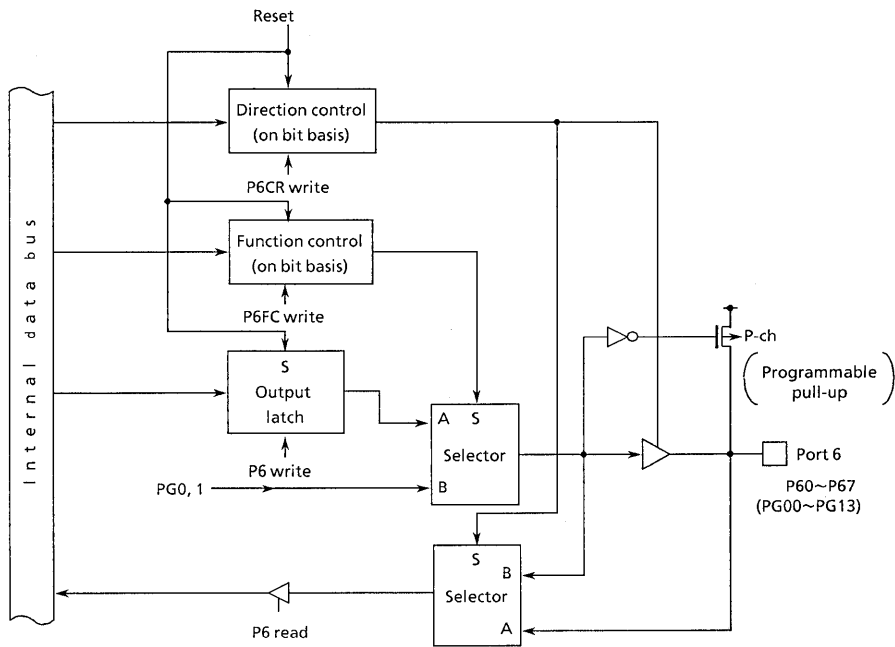 Reset
Direction control
(on bit basis)
P6CR write
Function control
(on bit basis)
P6FC write
S
Output
latch
P6 write
PG0, 1
A S
Selector
B
P-ch
(Programmable
pull-up)
Port 6
P60~P67
(PG00~PG13)
S
B
Selector
A
P6 read
Internal data bus